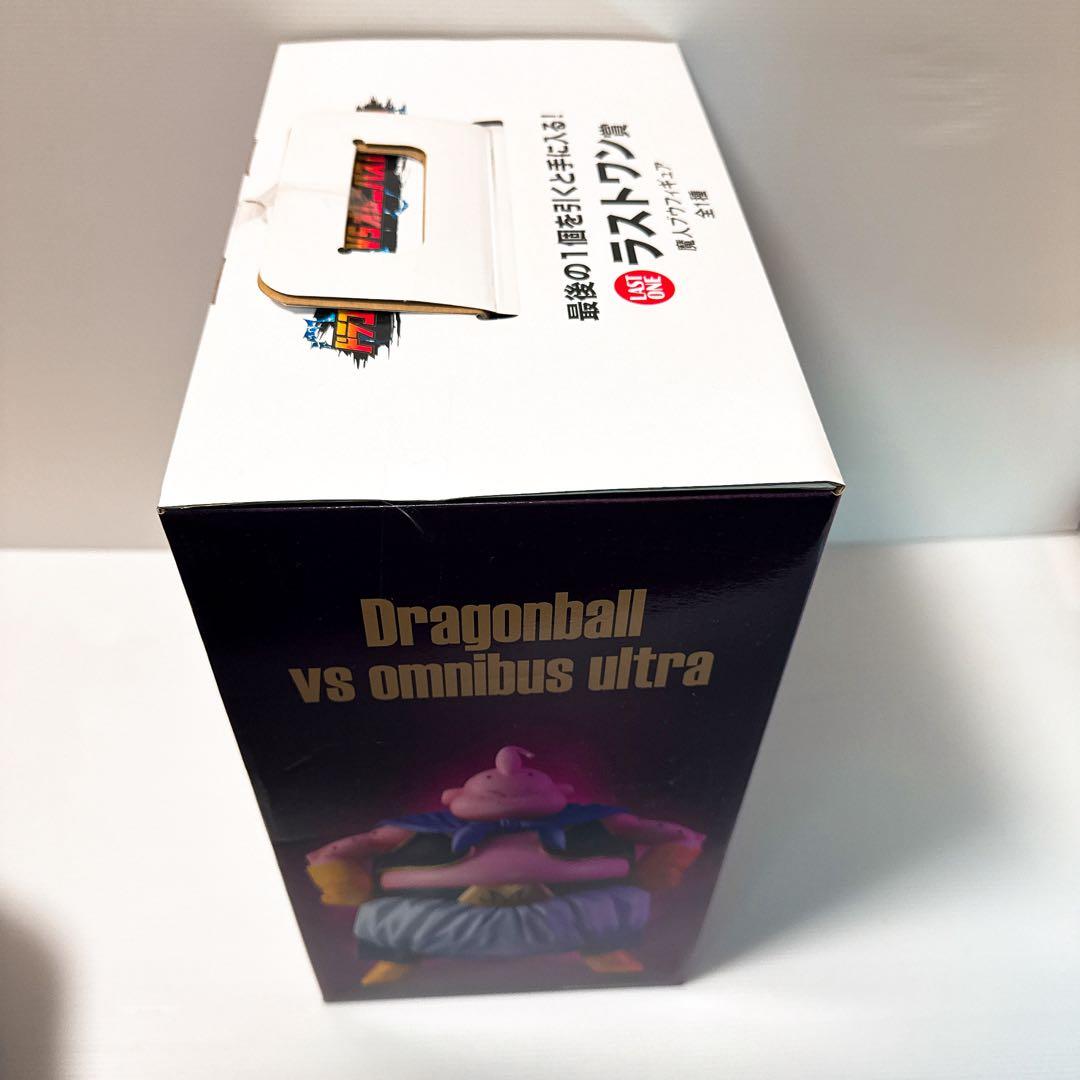 最後の1個を引くと手に入る!
LAST
ONE
ラストワン賞
魔人ブウフィギュア
全1種
Dragonball
vs omnibus ultra